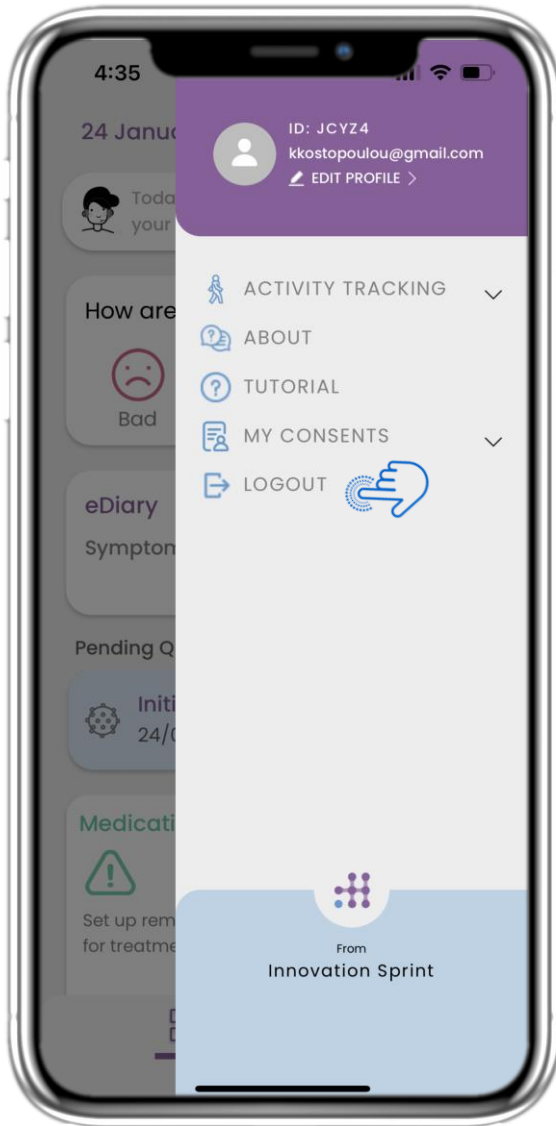 4:35
24 Janua
Toda
your
How are
Bad
eDiary
Symptom
Pending Q
Initi
24/0
Medicati
Set up rem
for treatme
ID: JCYZ4
kkostopoulou@gmail.com
EDIT PROFILE >
ACTIVITY TRACKING
ABOUT
TUTORIAL
MY CONSENTS
LOGOUT
From
Innovation Sprint